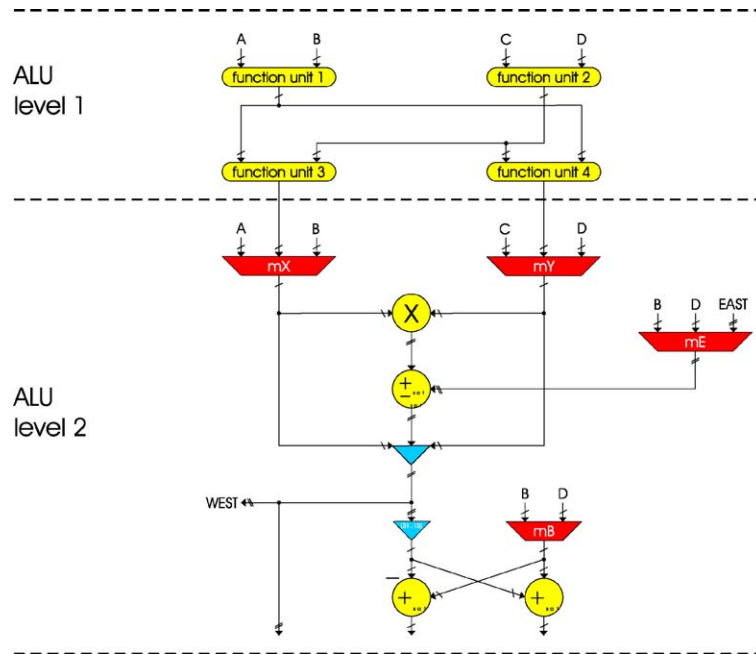 A B C D
ALU
level 1
function unit 1 function unit 2
function unit 3 function unit 4
A B C D
mX mY
X
B D EAST
mE
+
−
ALU
level 2
WEST
B D
mB
−
+ +